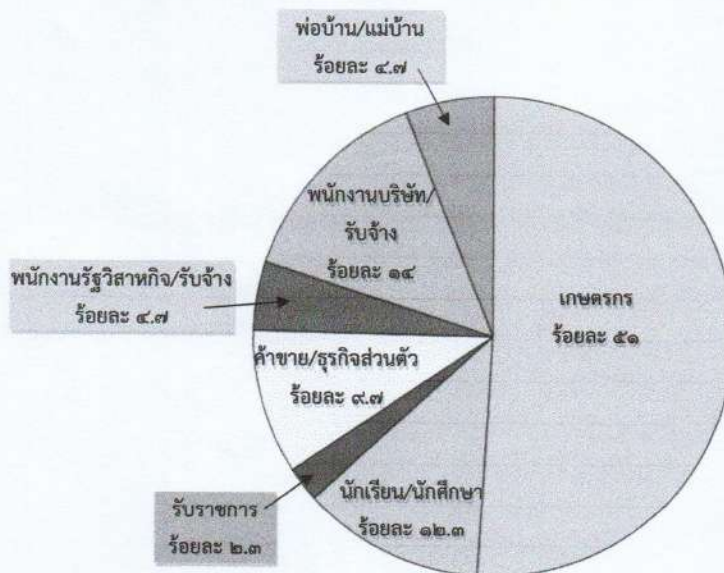 พ่อบ้าน/แม่บ้าน
ร้อยละ ๔.๗
พนักงานบริษัท/
รับจ้าง
ร้อยละ ๑๔
พนักงานรัฐวิสาหกิจ/รับจ้าง
ร้อยละ ๔.๗
เกษตรกร
ร้อยละ ๕๑
ค้าขาย/ธุรกิจส่วนตัว
ร้อยละ ๙.๗
นักเรียน/นักศึกษา
ร้อยละ ๑๒.๓
รับราชการ
ร้อยละ ๒.๓